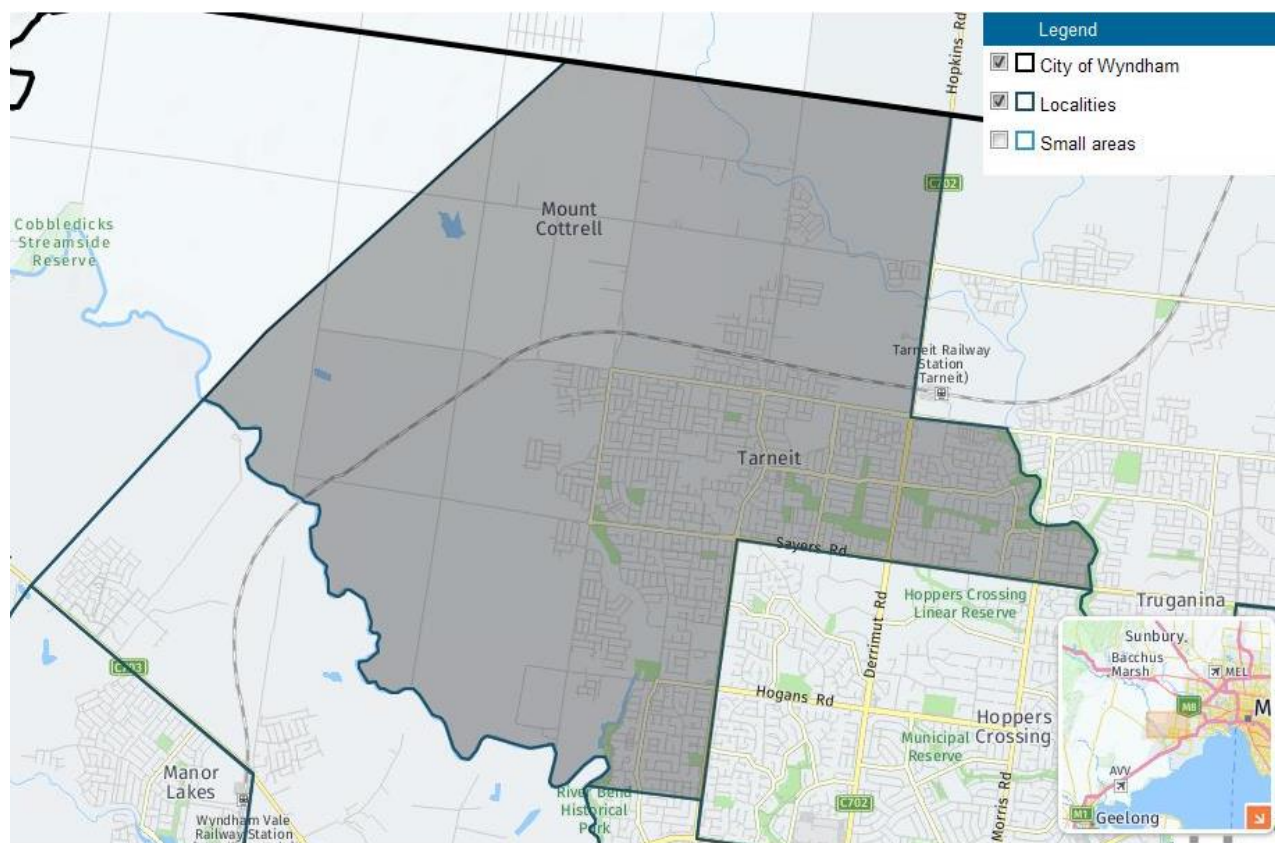 Legend
City of Wyndham
Localities
Small areas
Hopkins Rd
C702
Cobbledicks
Streamside
Reserve
Mount
Cottrell
Tarneit Railway
Station
(Tarneit)
Tarneit
Sayers Rd
Hoppers Crossing
Linear Reserve
Truganina
Derrimut Rd
C703
Hogans Rd
Hoppers
Crossing
Municipal
Reserve
Morris Rd
C702
Manor
Lakes
Wyndham Vale
Railway Station
River Bend
Historical
Park
Sunbury.
Bacchus
Marsh
MEL
M8
M
AVV
M1
Geelong